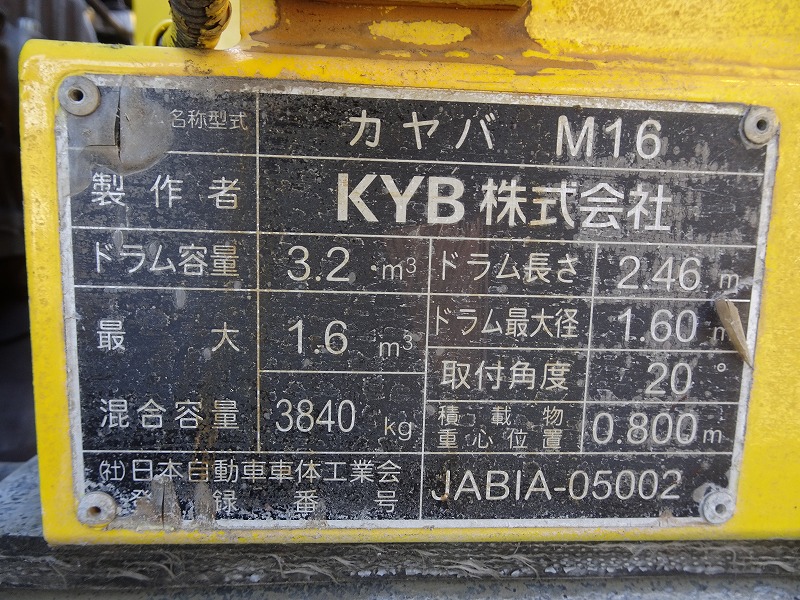 名称型式 カヤバ M16
製作者 KYB 株式会社
ドラム容量 3.2 m³ ドラム長さ 2.46 m
最大混合容量 1.6 m³ ドラム最大径 1.60 m
取付角度 20°
3840 kg 積載物重心位置 0.800 m
(社)日本自動車車体工業会
登録番号 JABIA-05002